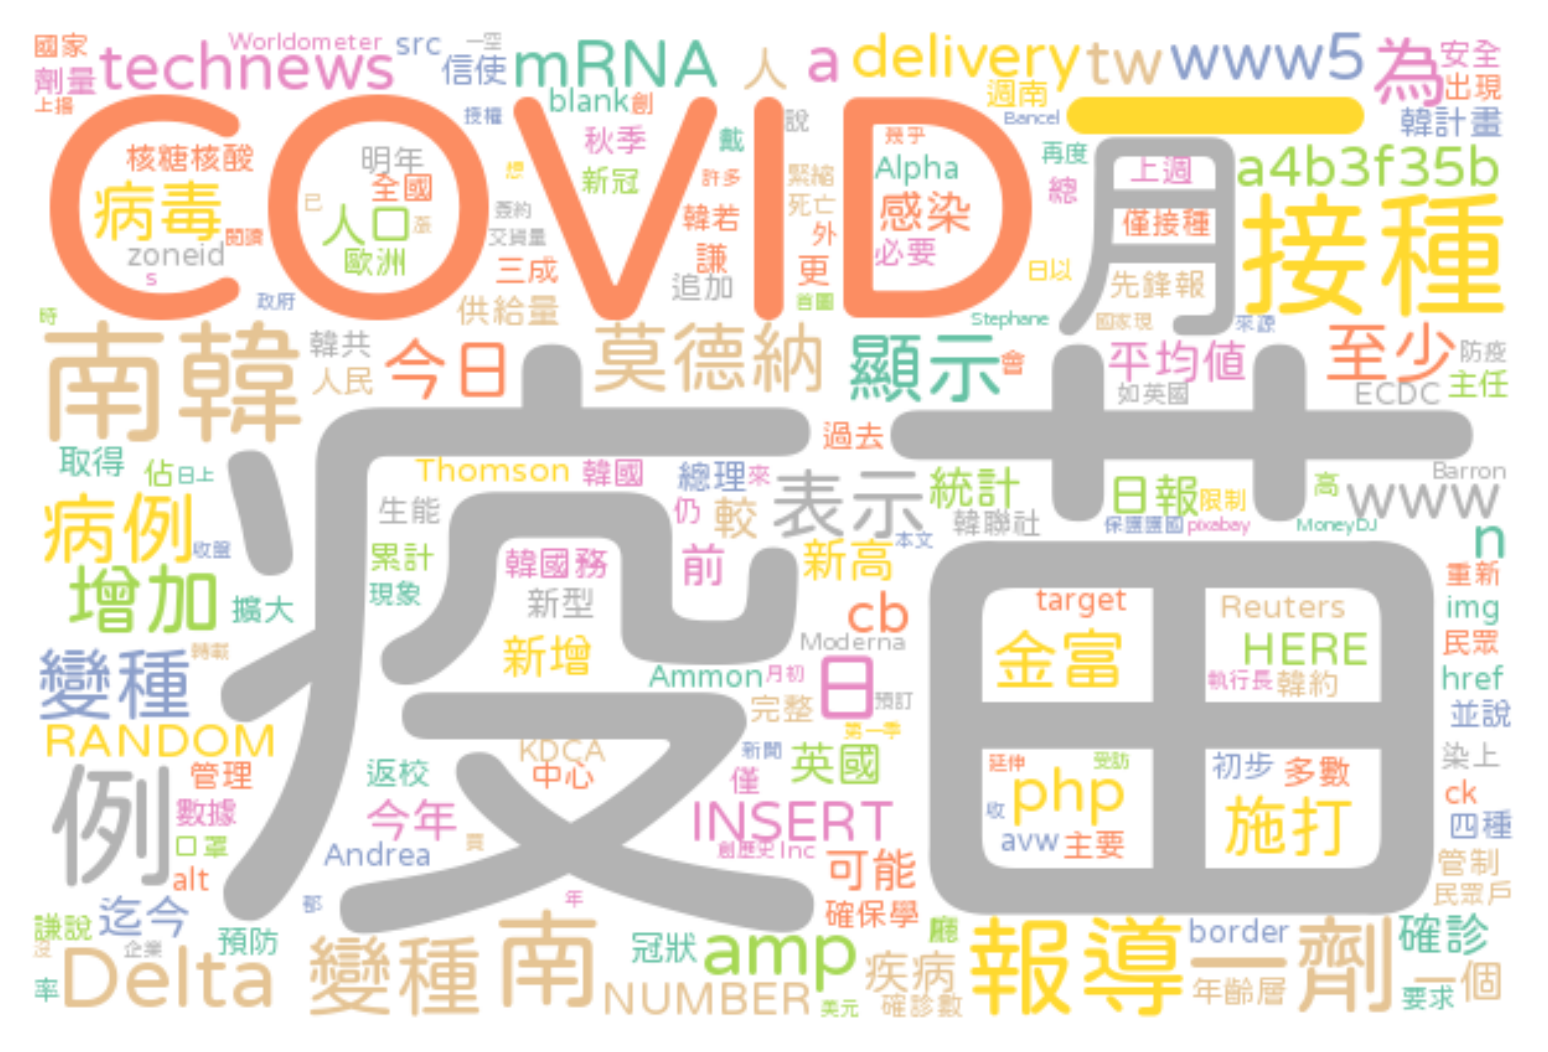 國家 Worldometer src 一空
劑量 technews 信使 mRNA 人 a delivery tw www5 為 安全
上揚 授權 blank 創 說 週南 Bancel 一 出現
韓計畫
COVID
核糖核酸 明年 秋季 戴 幾乎 再度 上週 a4b3f35b
病毒 全國 想 新冠 許多 緊縮 Alpha 總 月
閱讀 已 人口 漲 簽約 韓若 死亡 感染 僅接種 接種
zoneid 歐洲 交貨量 三成 謙 外 必要 日以 先鋒報
s 政府 供給量 追加 更 首圖 Stephane 國家現 來源
時 南韓 韓共 今日 莫德納 顯示 會 平均值 至少 防疫
人民 如英國 ECDC 主任
疫苗
過去
取得 佔 日上 Thomson 韓國 總理 來 表示 統計 日報 限制 高 Barron
病例 生能 仍 較 韓聯社 pixabay MoneyDJ www
收盤 累計 韓國務 前 新高 本文 n
增加 擴大 現象 新型 cb target Reuters 重新
變種 轉載 新增 Moderna 金富 HERE img
Ammon 月初 日 預訂 執行長 韓約 民眾
RANDOM 完整 第一季 href
KDCA 新聞 英國 並說
例 管理 返校 中心 僅 延伸 受訪 初步 多數 染上
數據 今年 INSERT php 施打 ck
口罩 Andrea 買 創歷史 Inc 收 avw 主要 四種
alt 可能 管制
謙說 迄今 都 年 確保學 民眾戶
沒 企業 預防 變種 南 冠狀 amp 廳 報導 border 一劑 確診
率 Delta NUMBER 美元 疾病 確診數 年齡層 要求 一個